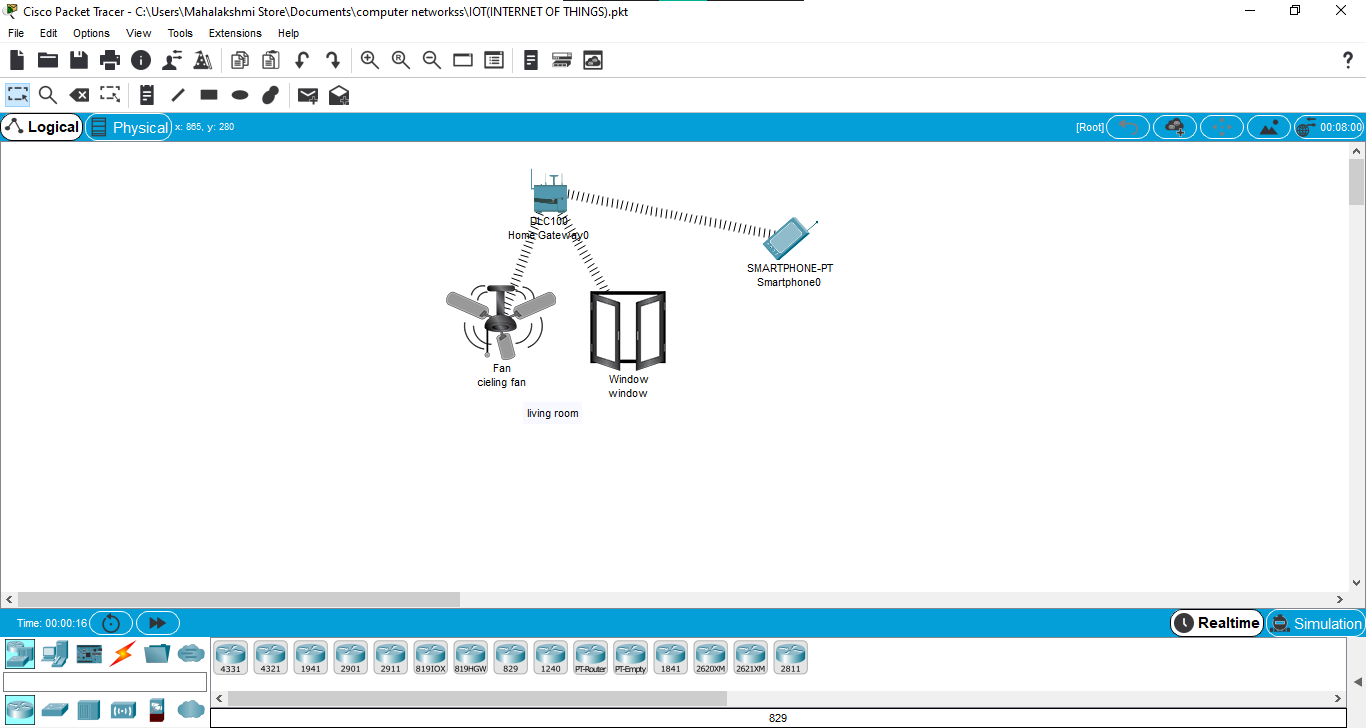 Cisco Packet Tracer - C:\Users\Mahalakshmi Store\Documents\computer networkss\IOT(INTERNET OF THINGS).pkt
File Edit Options View Tools Extensions Help
Logical Physical x: 865, y: 280 [Root] 00:08:00
DLC100
Home Gateway0
SMARTPHONE-PT
Smartphone0
Fan
cieling fan
Window
window
living room
Time: 00:00:16 Realtime Simulation
4331 4321 1941 2901 2911 819IOX 819HGW 829 1240 PT-Router PT-Empty 1841 2620XM 2621XM 2811
829